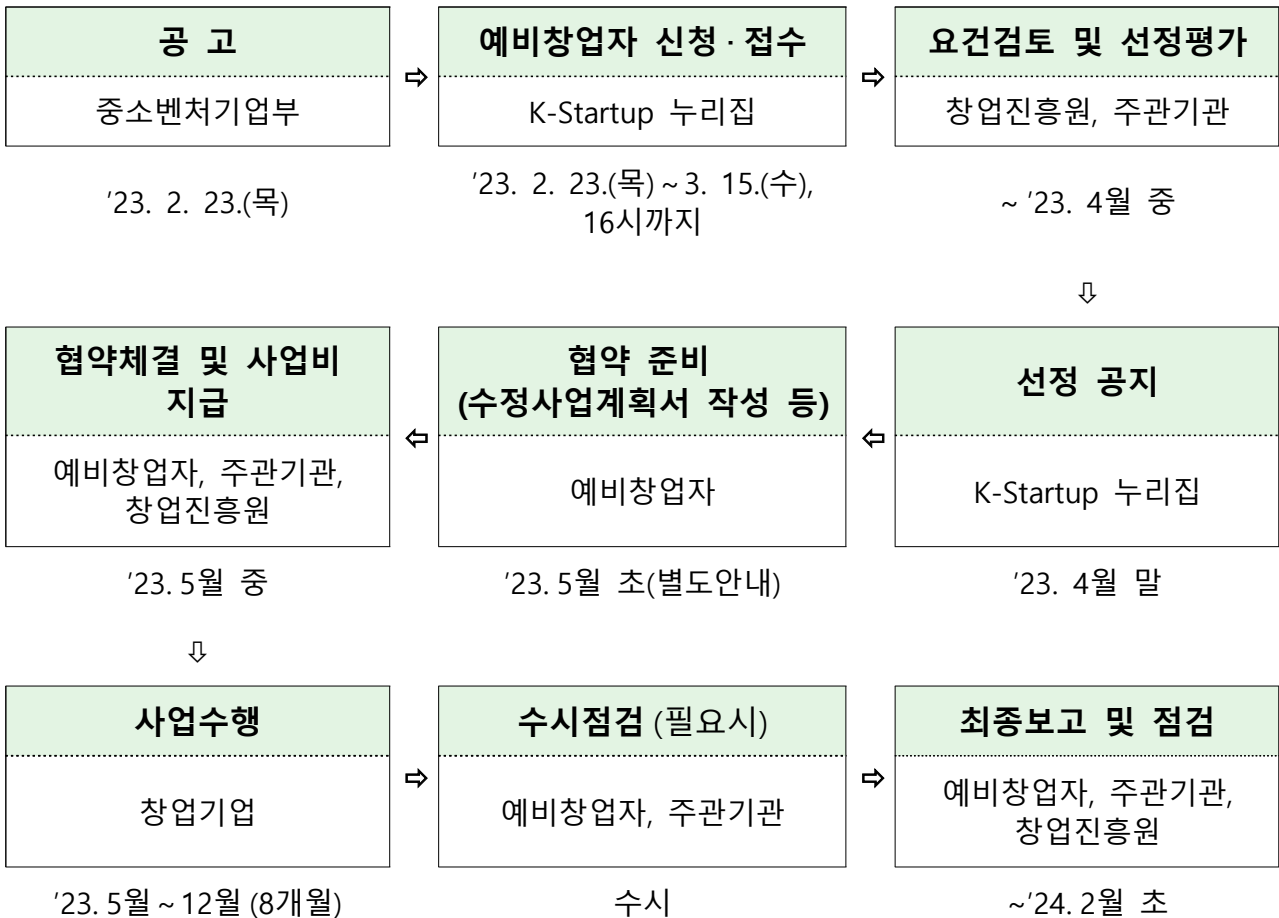 공 고
중소벤처기업부
'23. 2. 23.(목)
⇨
예비창업자 신청 · 접수
K-Startup 누리집
'23. 2. 23.(목) ~ 3. 15.(수),
16시까지
⇨
요건검토 및 선정평가
창업진흥원, 주관기관
~ '23. 4월 중
⇩
선정 공지
K-Startup 누리집
'23. 4월 말
⇦
협약 준비
(수정사업계획서 작성 등)
예비창업자
'23. 5월 초(별도안내)
⇦
협약체결 및 사업비
지급
예비창업자, 주관기관,
창업진흥원
'23. 5월 중
⇩
사업수행
창업기업
'23. 5월 ~ 12월 (8개월)
⇨
수시점검 (필요시)
예비창업자, 주관기관
수시
⇨
최종보고 및 점검
예비창업자, 주관기관,
창업진흥원
~'24. 2월 초